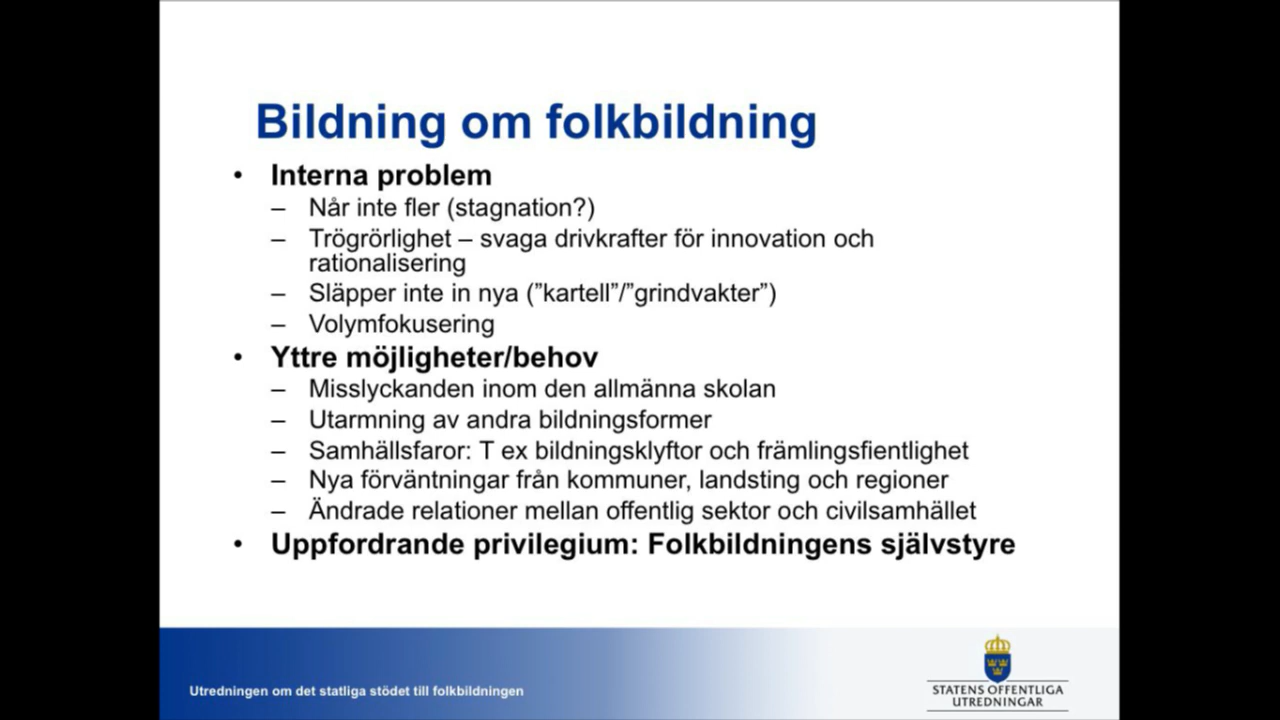 Bildning om folkbildning
• Interna problem
– Når inte fler (stagnation?)
– Trögrörlighet – svaga drivkrafter för innovation och
rationalisering
– Släpper inte in nya (”kartell”/”grindvakter”)
– Volymfokusering
• Yttre möjligheter/behov
– Misslyckanden inom den allmänna skolan
– Utarmning av andra bildningsformer
– Samhällsfaror: T ex bildningsklyftor och främlingsfientlighet
– Nya förväntningar från kommuner, landsting och regioner
– Ändrade relationer mellan offentlig sektor och civilsamhället
• Uppfordrande privilegium: Folkbildningens självstyre
Utredningen om det statliga stödet till folkbildningen
STATENS OFFENTLIGA
UTREDNINGAR